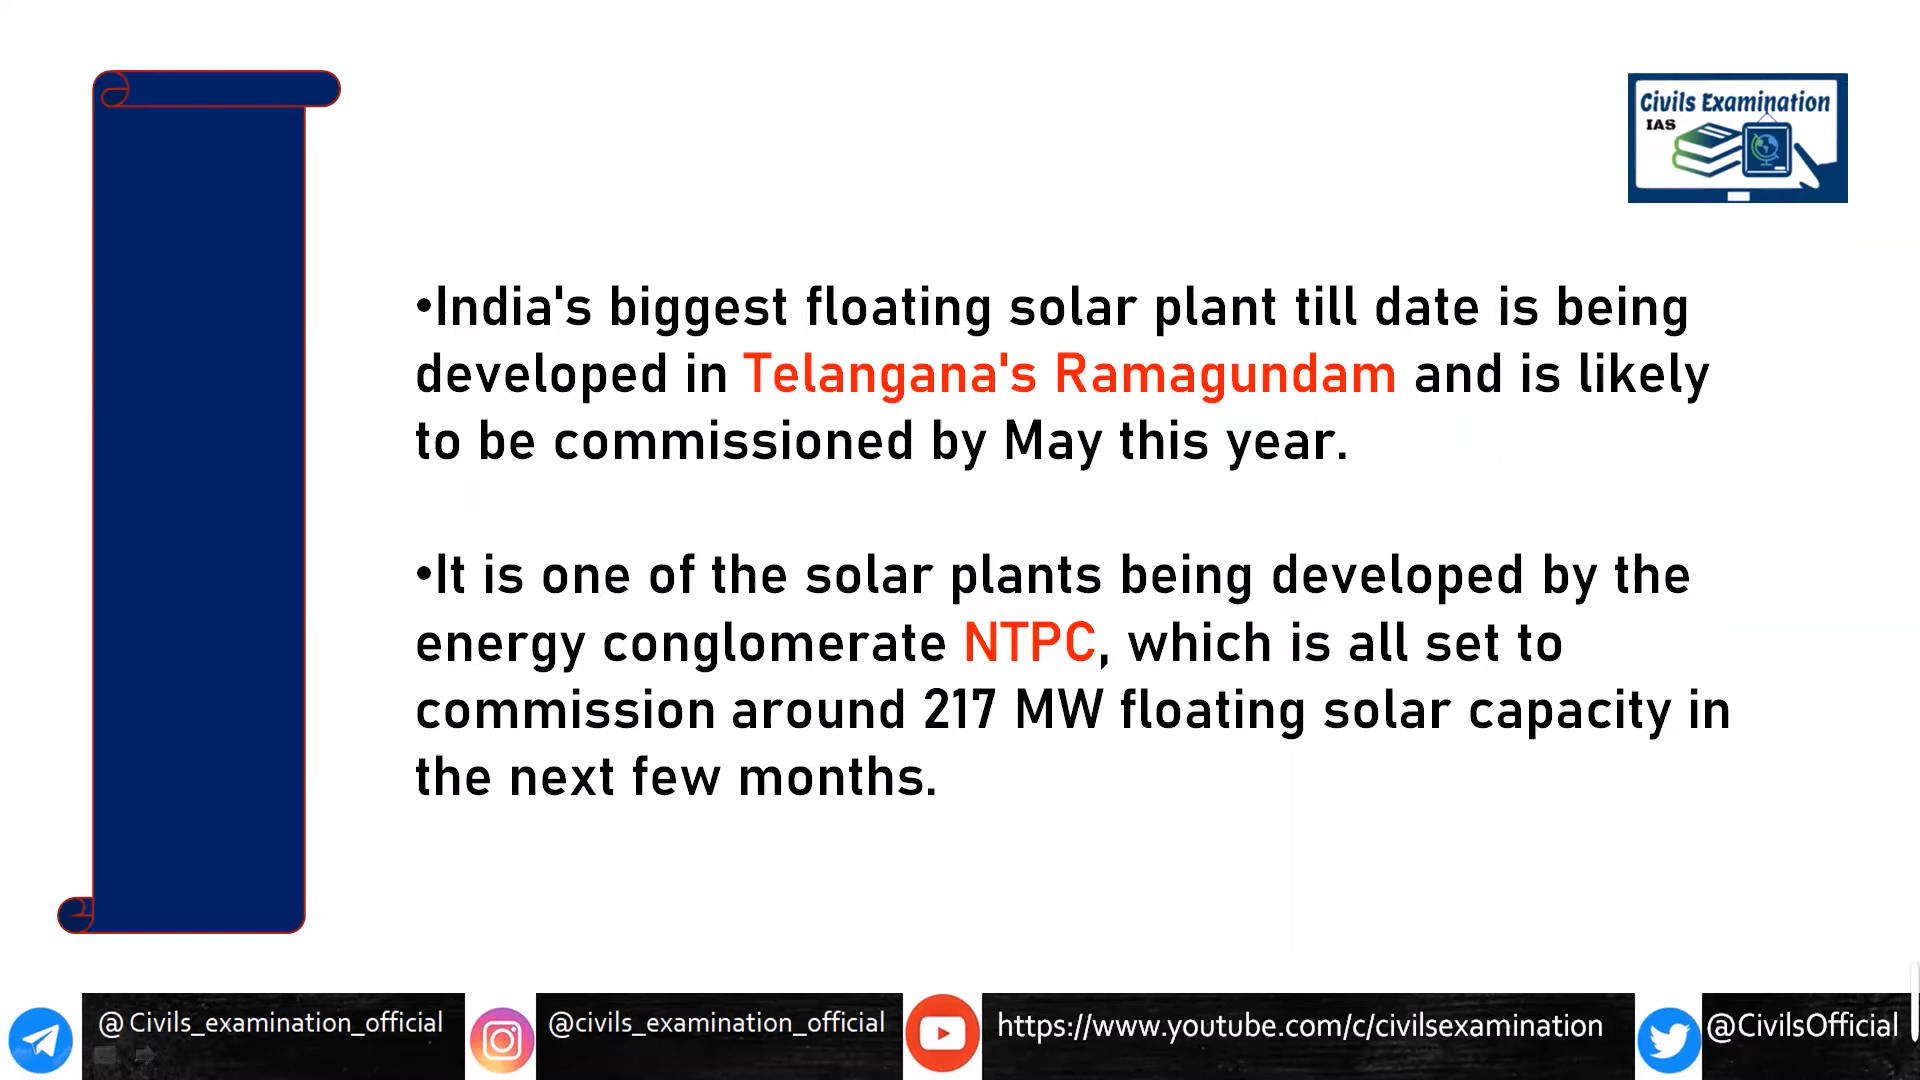 Civils Examination
IAS
•India's biggest floating solar plant till date is being
developed in Telangana's Ramagundam and is likely
to be commissioned by May this year.
•It is one of the solar plants being developed by the
energy conglomerate NTPC, which is all set to
commission around 217 MW floating solar capacity in
the next few months.
@Civils_examination_official
@civils_examination_official
https://www.youtube.com/c/civilsexamination
@CivilsOfficial